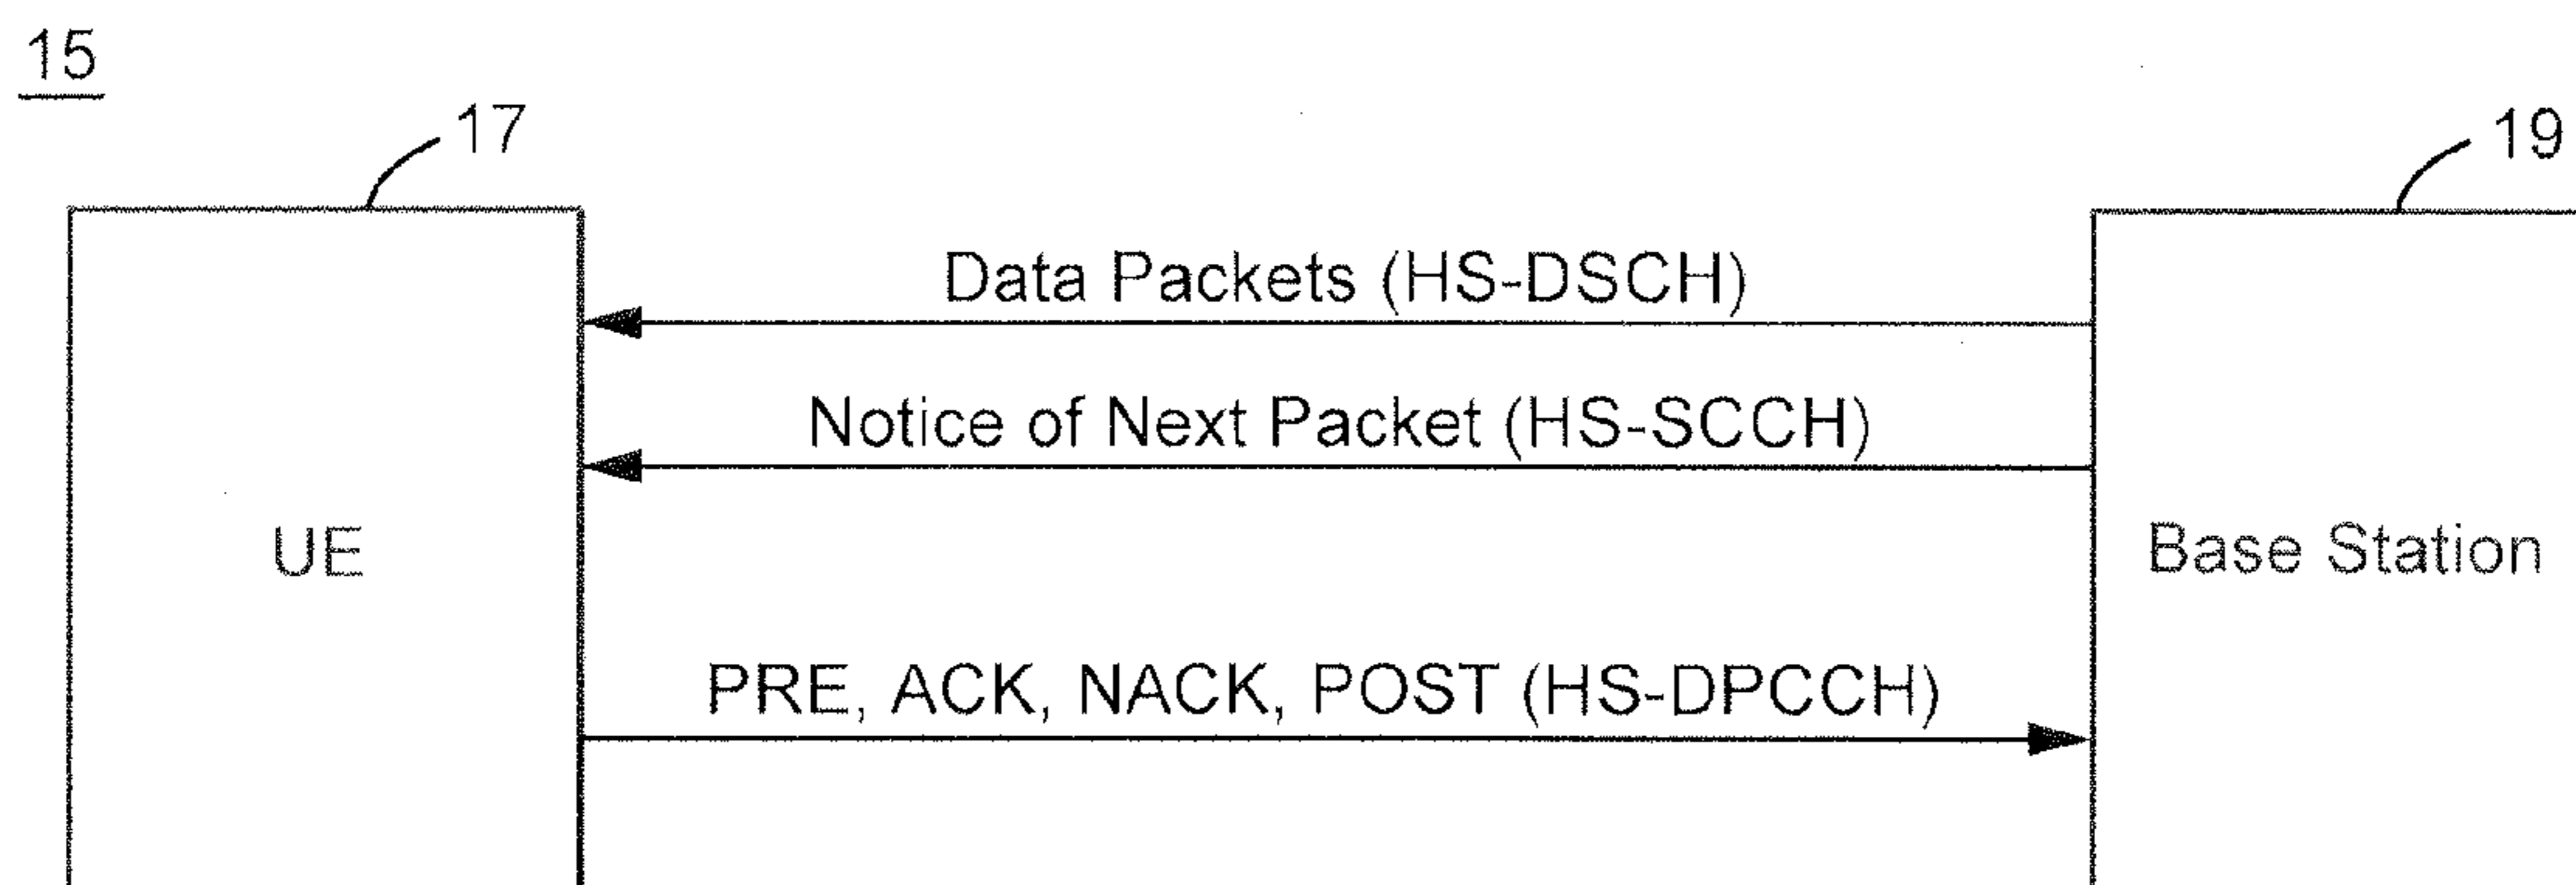 15
17
19
Data Packets (HS-DSCH)
Notice of Next Packet (HS-SCCH)
UE
Base Station
PRE, ACK, NACK, POST (HS-DPCCH)